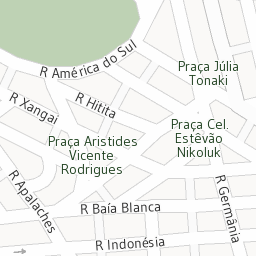 R América do Sul
Praça Júlia
Tonaki
R Xangai
R Hitita
Praça Cel.
Estêvão
Nikoluk
Praça Aristides
Vicente
Rodrigues
R Apalaches
R Germânia
R Baía Blanca
R Indonésia